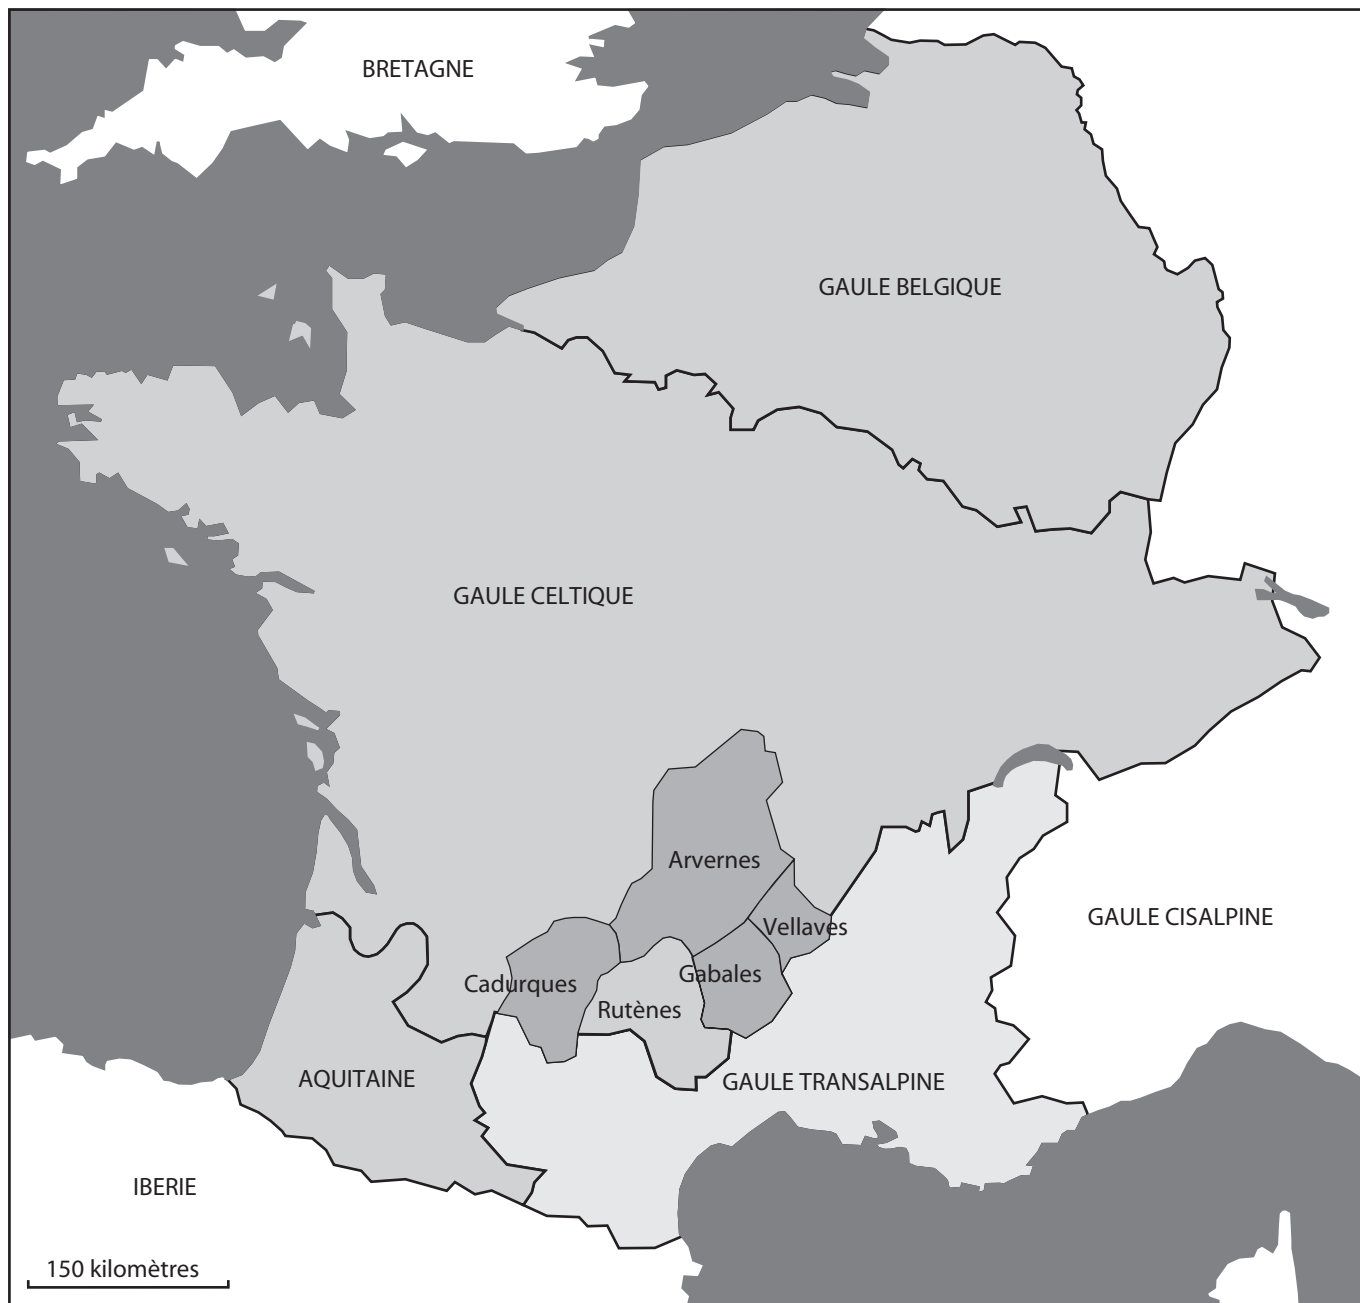 BRETAGNE
GAULE BELGIQUE
GAULE CELTIQUE
Arvernes
GAULE CISALPINE
Vellaves
Gabales
Cadurques
Rutènes
AQUITAINE
GAULE TRANSALPINE
IBERIE
150 kilomètres